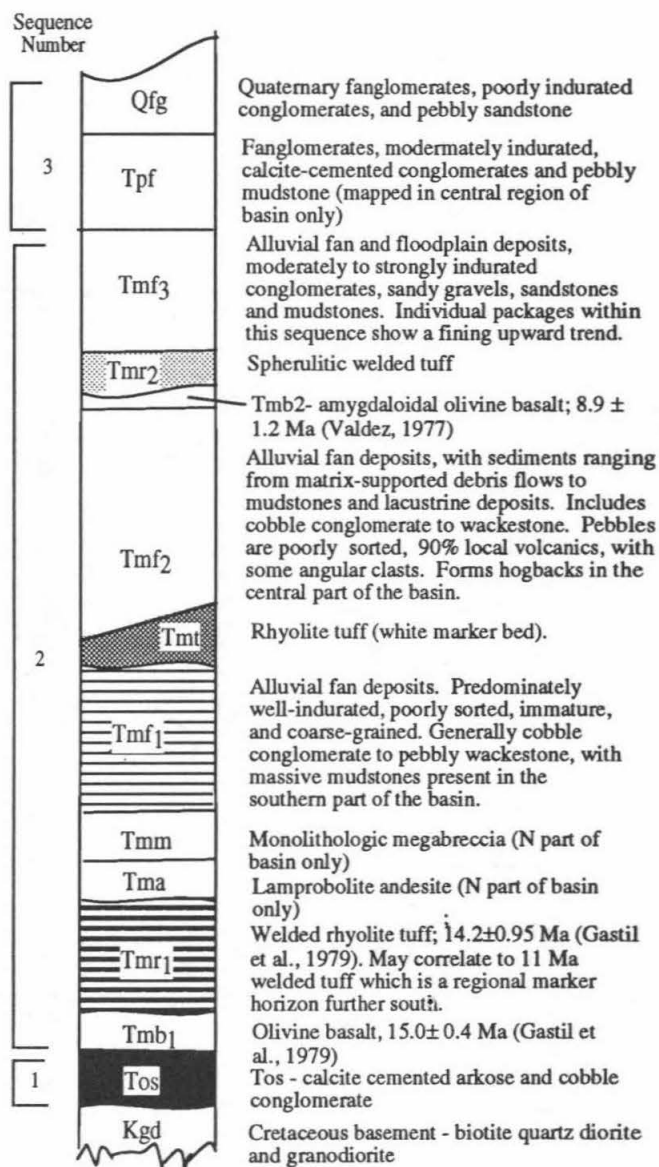 Sequence
Number
Qfg
Quaternary fanglomerates, poorly indurated
conglomerates, and pebbly sandstone
3
Tpf
Fanglomerates, modermately indurated,
calcite-cemented conglomerates and pebbly
mudstone (mapped in central region of
basin only)
Tmf3
Alluvial fan and floodplain deposits,
moderately to strongly indurated
conglomerates, sandy gravels, sandstones
and mudstones. Individual packages within
this sequence show a fining upward trend.
Tmr2
Spherulitic welded tuff
Tmb2- amygdaloidal olivine basalt; 8.9 ±
1.2 Ma (Valdez, 1977)
Tmf2
Alluvial fan deposits, with sediments ranging
from matrix-supported debris flows to
mudstones and lacustrine deposits. Includes
cobble conglomerate to wackestone. Pebbles
are poorly sorted, 90% local volcanics, with
some angular clasts. Forms hogbacks in the
central part of the basin.
Tmt
Rhyolite tuff (white marker bed).
2
Tmf1
Alluvial fan deposits. Predominately
well-indurated, poorly sorted, immature,
and coarse-grained. Generally cobble
conglomerate to pebbly wackestone, with
massive mudstones present in the
southern part of the basin.
Tmm
Monolithologic megabreccia (N part of
basin only)
Tma
Lamprobolite andesite (N part of basin
only)
Tmr1
Welded rhyolite tuff; 14.2±0.95 Ma (Gastil
et al., 1979). May correlate to 11 Ma
welded tuff which is a regional marker
horizon further south.
Tmb1
Olivine basalt, 15.0± 0.4 Ma (Gastil et
al., 1979)
1
Tos
Tos - calcite cemented arkose and cobble
conglomerate
Kgd
Cretaceous basement - biotite quartz diorite
and granodiorite